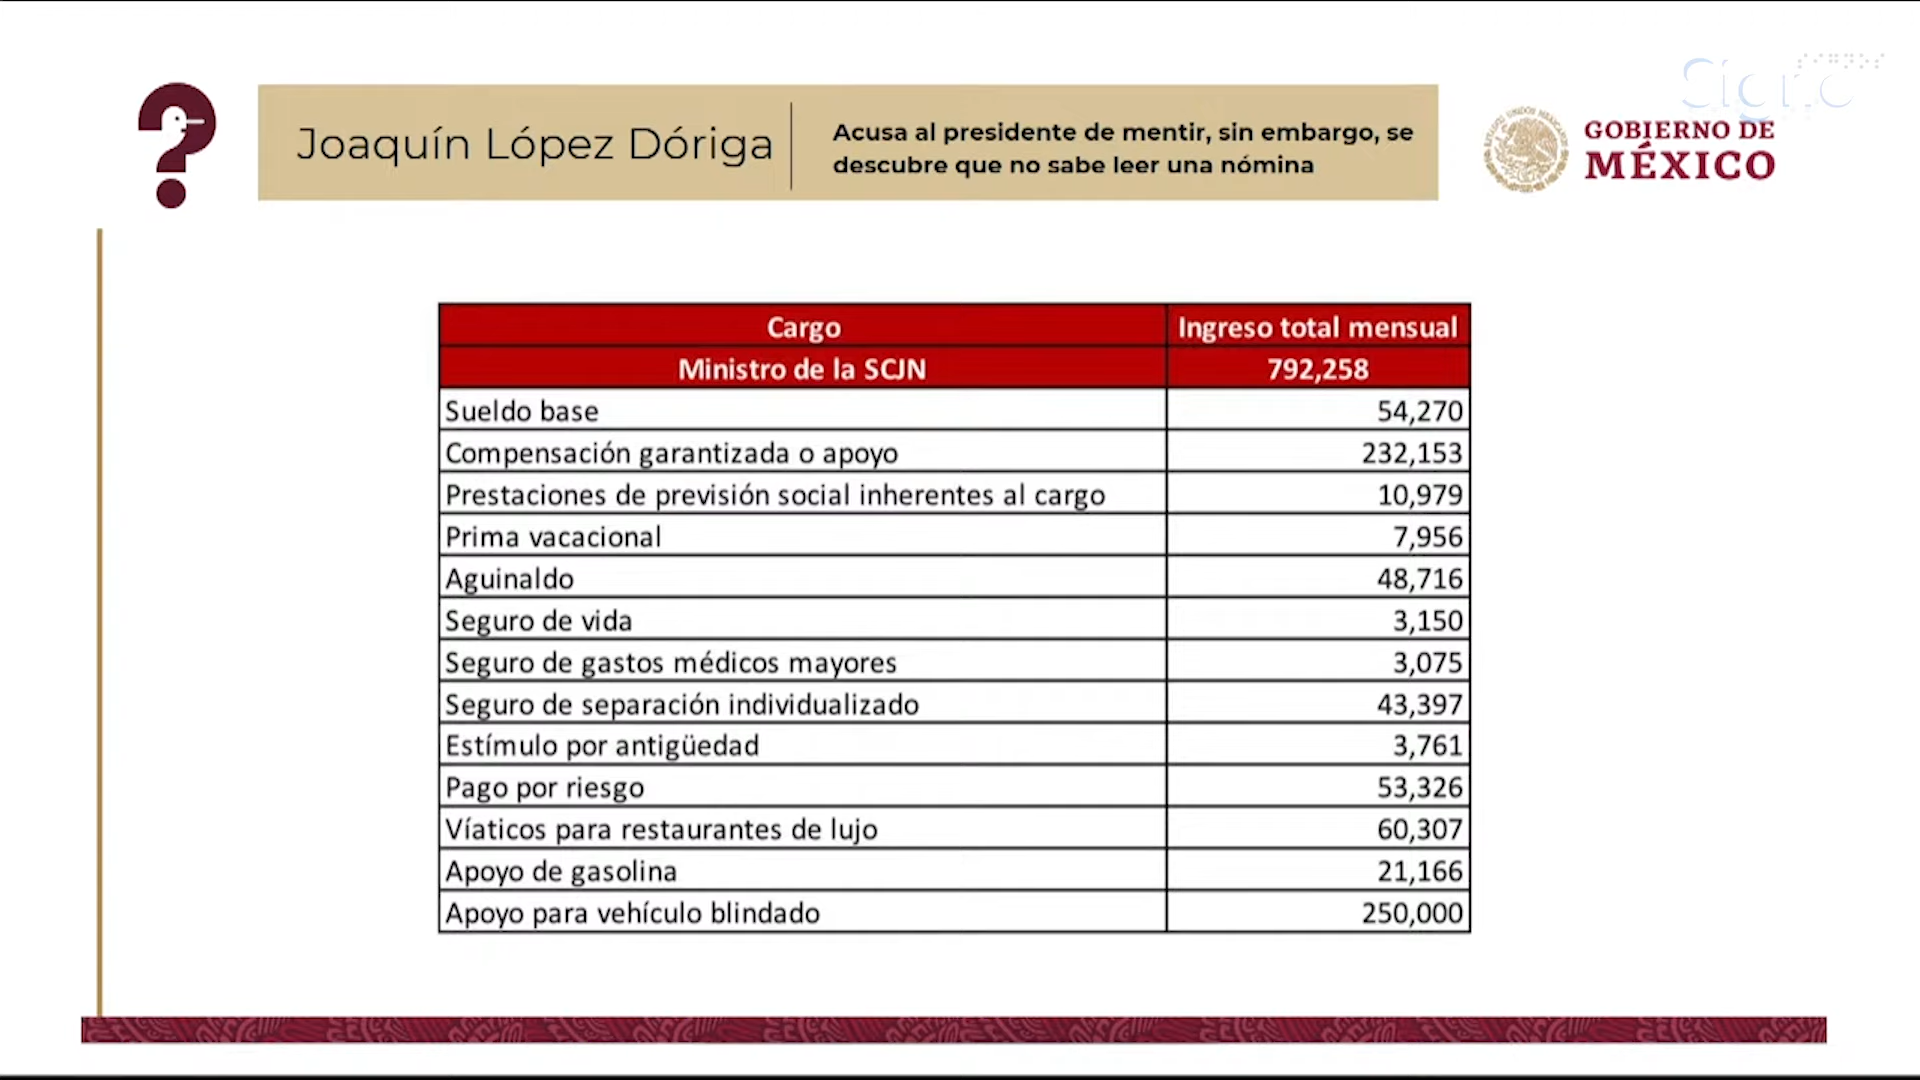 Signo
Joaquín López Dóriga
Acusa al presidente de mentir, sin embargo, se
descubre que no sabe leer una nómina
GOBIERNO DE
MÉXICO
Cargo Ingreso total mensual
Ministro de la SCJN 792,258
Sueldo base 54,270
Compensación garantizada o apoyo 232,153
Prestaciones de previsión social inherentes al cargo 10,979
Prima vacacional 7,956
Aguinaldo 48,716
Seguro de vida 3,150
Seguro de gastos médicos mayores 3,075
Seguro de separación individualizado 43,397
Estímulo por antigüedad 3,761
Pago por riesgo 53,326
Víaticos para restaurantes de lujo 60,307
Apoyo de gasolina 21,166
Apoyo para vehículo blindado 250,000